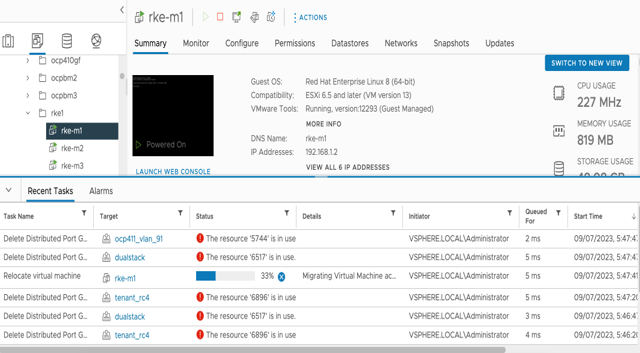 rke-m1
ACTIONS
Summary Monitor Configure Permissions Datastores Networks Snapshots Updates
ocp410gf
ocpbm2
ocpbm3
rke1
rke-m1
rke-m2
rke-m3
Powered On
LAUNCH WEB CONSOLE
Guest OS: Red Hat Enterprise Linux 8 (64-bit)
Compatibility: ESXi 6.5 and later (VM version 13)
VMware Tools: Running, version:12293 (Guest Managed)
MORE INFO
DNS Name: rke-m1
IP Addresses: 192.168.1.2
VIEW ALL 6 IP ADDRESSES
SWITCH TO NEW VIEW
CPU USAGE
227 MHz
MEMORY USAGE
819 MB
STORAGE USAGE
Recent Tasks Alarms
Task Name Target Status Details Initiator Queued For Start Time
Delete Distributed Port G... ocp411_vlan_91 The resource '5744' is in use. VSPHERE.LOCAL\Administrator 2 ms 09/07/2023, 5:47:4
Delete Distributed Port G... dualstack The resource '6517' is in use. VSPHERE.LOCAL\Administrator 5 ms 09/07/2023, 5:47:4
Relocate virtual machine rke-m1 33% Migrating Virtual Machine ac... VSPHERE.LOCAL\Administrator 5 ms 09/07/2023, 5:47:41
Delete Distributed Port G... tenant_rc4 The resource '6896' is in use. VSPHERE.LOCAL\Administrator 5 ms 09/07/2023, 5:47:20
Delete Distributed Port G... dualstack The resource '6517' is in use. VSPHERE.LOCAL\Administrator 3 ms 09/07/2023, 5:46:4
Delete Distributed Port G... tenant_rc4 The resource '6896' is in use. VSPHERE.LOCAL\Administrator 4 ms 09/07/2023, 5:46:20